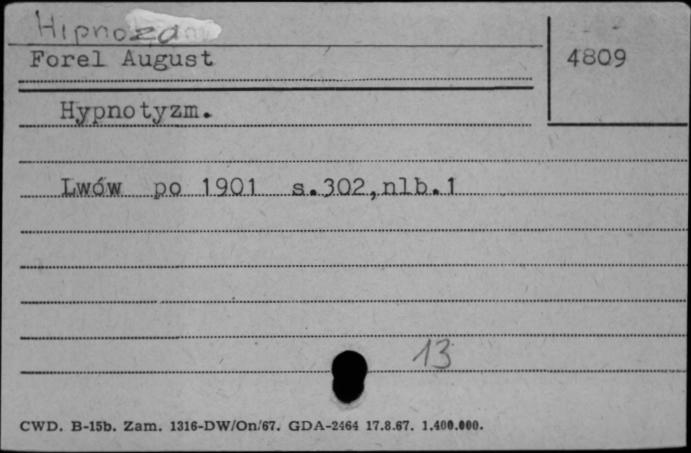 Hipnoza
Forel August
4809
Hypnotyzm.
Lwów po 1901 s.302,nlb.1
13
CWD. B-15b. Zam. 1316-DW/On/67. GDA-2464 17.8.67. 1.400.000.